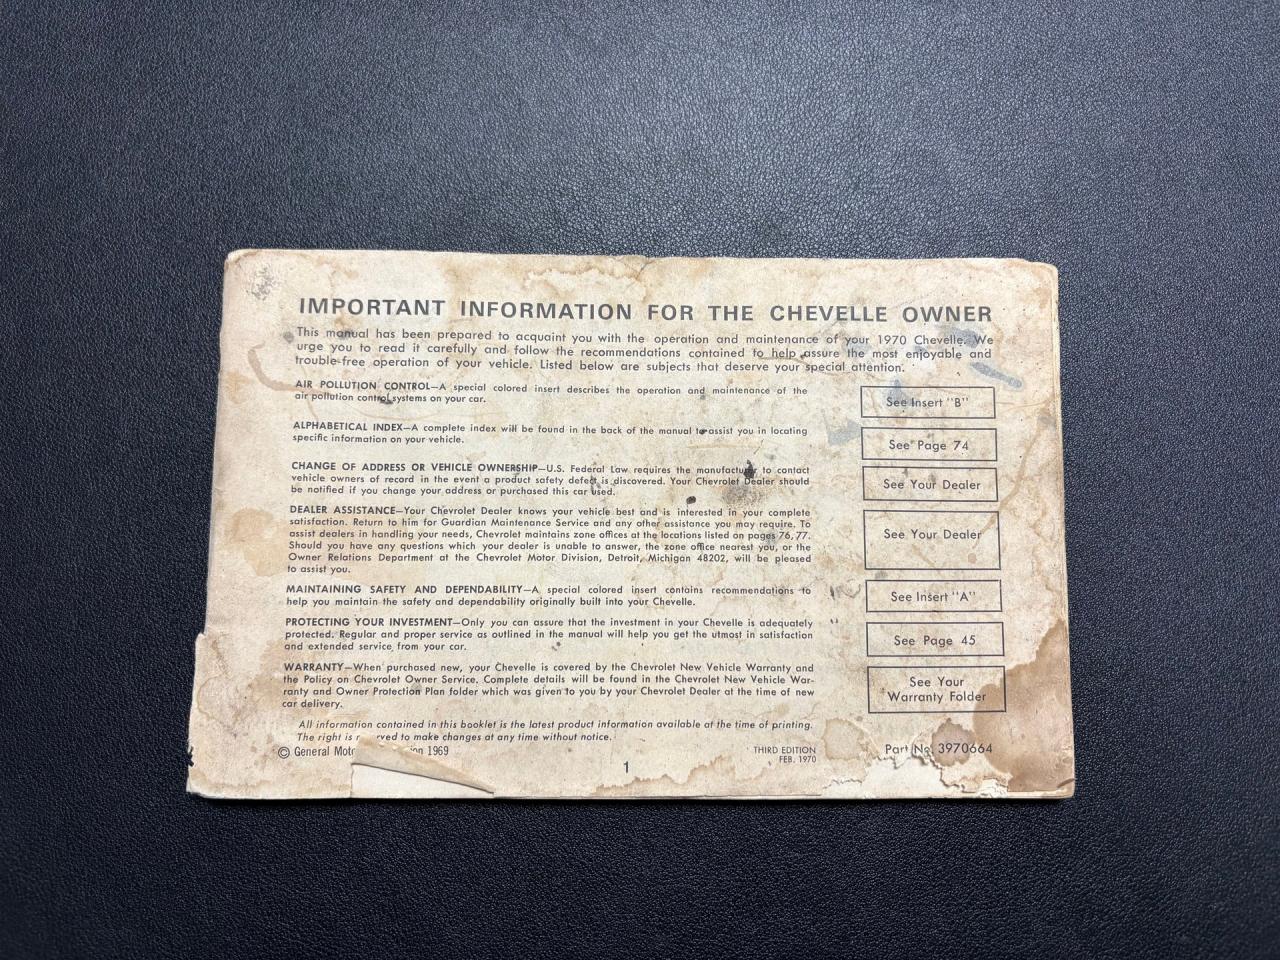 IMPORTANT INFORMATION FOR THE CHEVELLE OWNER
This manual has been prepared to acquaint you with the operation and maintenance of your 1970 Chevelle. We
urge you to read it carefully and follow the recommendations contained to help assure the most enjoyable and
trouble-free operation of your vehicle. Listed below are subjects that deserve your special attention.
AIR POLLUTION CONTROL—A special colored insert describes the operation and maintenance of the
air pollution control systems on your car.
See Insert "B"
ALPHABETICAL INDEX—A complete index will be found in the back of the manual to assist you in locating
specific information on your vehicle.
See Page 74
CHANGE OF ADDRESS OR VEHICLE OWNERSHIP—U.S. Federal Law requires the manufacturer to contact
vehicle owners of record in the event a product safety defect is discovered. Your Chevrolet Dealer should
be notified if you change your address or purchased this car used.
See Your Dealer
DEALER ASSISTANCE—Your Chevrolet Dealer knows your vehicle best and is interested in your complete
satisfaction. Return to him for Guardian Maintenance Service and any other assistance you may require. To
assist dealers in handling your needs, Chevrolet maintains zone offices at the locations listed on pages 76, 77.
Should you have any questions which your dealer is unable to answer, the zone office nearest you, or the
Owner Relations Department at the Chevrolet Motor Division, Detroit, Michigan 48202, will be pleased
to assist you.
See Your Dealer
MAINTAINING SAFETY AND DEPENDABILITY—A special colored insert contains recommendations to
help you maintain the safety and dependability originally built into your Chevelle.
See Insert "A"
PROTECTING YOUR INVESTMENT—Only you can assure that the investment in your Chevelle is adequately
protected. Regular and proper service as outlined in the manual will help you get the utmost in satisfaction
and extended service from your car.
See Page 45
WARRANTY—When purchased new, your Chevelle is covered by the Chevrolet New Vehicle Warranty and
the Policy on Chevrolet Owner Service. Complete details will be found in the Chevrolet New Vehicle War-
ranty and Owner Protection Plan folder which was given to you by your Chevrolet Dealer at the time of new
car delivery.
See Your
Warranty Folder
All information contained in this booklet is the latest product information available at the time of printing.
The right is to make changes at any time without notice.
© General 1969
THIRD EDITION
FEB. 1970
Part No. 3970664
1